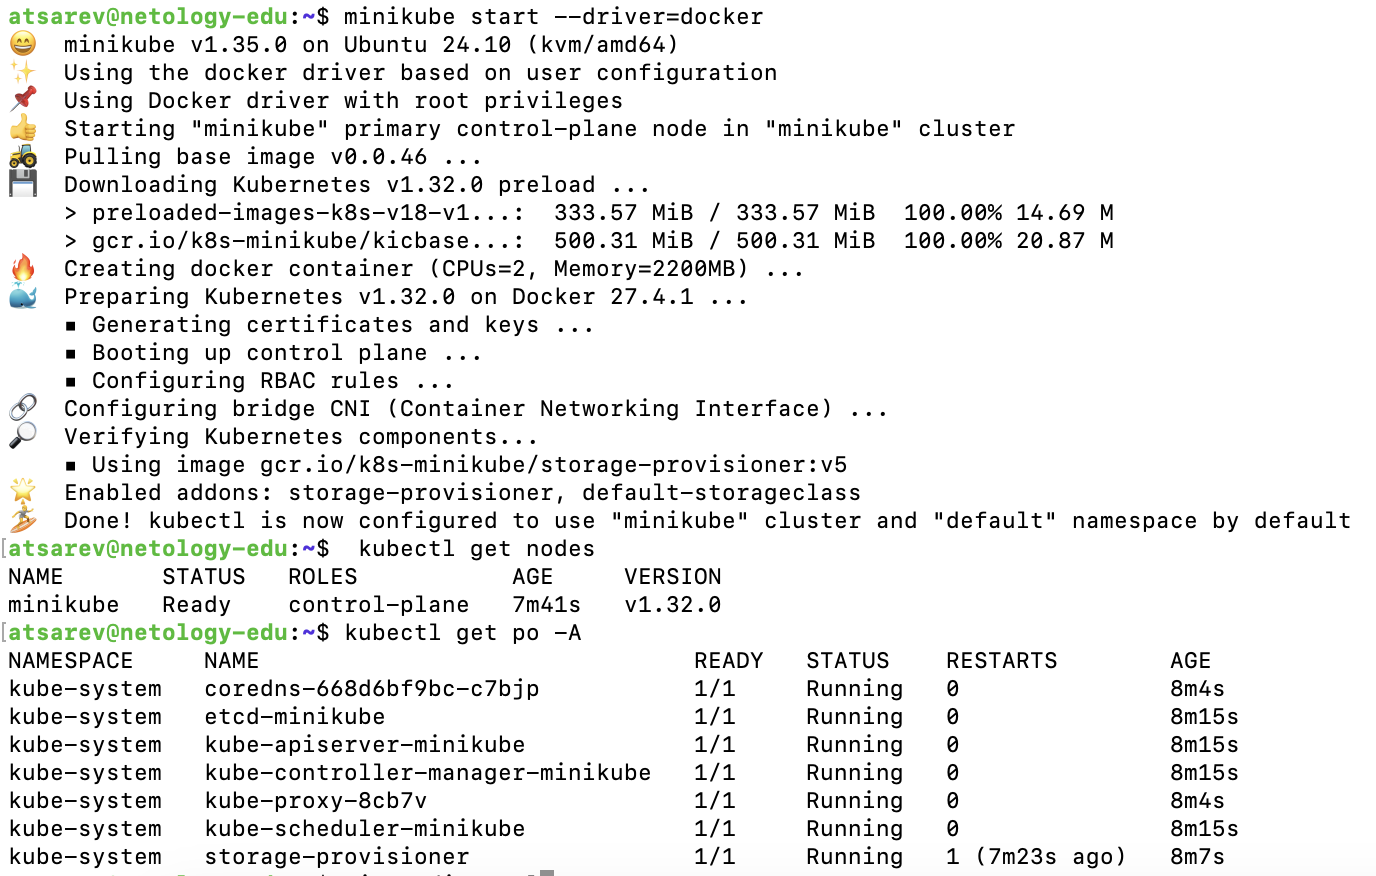 atsarev@netology-edu:~$ minikube start --driver=docker
😄  minikube v1.35.0 on Ubuntu 24.10 (kvm/amd64)
✨  Using the docker driver based on user configuration
📌  Using Docker driver with root privileges
👍  Starting "minikube" primary control-plane node in "minikube" cluster
🚜  Pulling base image v0.0.46 ...
💾  Downloading Kubernetes v1.32.0 preload ...
    > preloaded-images-k8s-v18-v1...:  333.57 MiB / 333.57 MiB  100.00% 14.69 M
    > gcr.io/k8s-minikube/kicbase...:  500.31 MiB / 500.31 MiB  100.00% 20.87 M
🔥  Creating docker container (CPUs=2, Memory=2200MB) ...
🐳  Preparing Kubernetes v1.32.0 on Docker 27.4.1 ...
    ▪ Generating certificates and keys ...
    ▪ Booting up control plane ...
    ▪ Configuring RBAC rules ...
🔗  Configuring bridge CNI (Container Networking Interface) ...
🔎  Verifying Kubernetes components...
    ▪ Using image gcr.io/k8s-minikube/storage-provisioner:v5
🌟  Enabled addons: storage-provisioner, default-storageclass
🏄  Done! kubectl is now configured to use "minikube" cluster and "default" namespace by default
[atsarev@netology-edu:~$  kubectl get nodes
NAME       STATUS   ROLES           AGE     VERSION
minikube   Ready    control-plane   7m41s   v1.32.0
[atsarev@netology-edu:~$ kubectl get po -A
NAMESPACE     NAME                               READY   STATUS    RESTARTS        AGE
kube-system   coredns-668d6bf9bc-c7bjp           1/1     Running   0               8m4s
kube-system   etcd-minikube                      1/1     Running   0               8m15s
kube-system   kube-apiserver-minikube            1/1     Running   0               8m15s
kube-system   kube-controller-manager-minikube   1/1     Running   0               8m15s
kube-system   kube-proxy-8cb7v                   1/1     Running   0               8m4s
kube-system   kube-scheduler-minikube            1/1     Running   0               8m15s
kube-system   storage-provisioner                1/1     Running   1 (7m23s ago)   8m7s